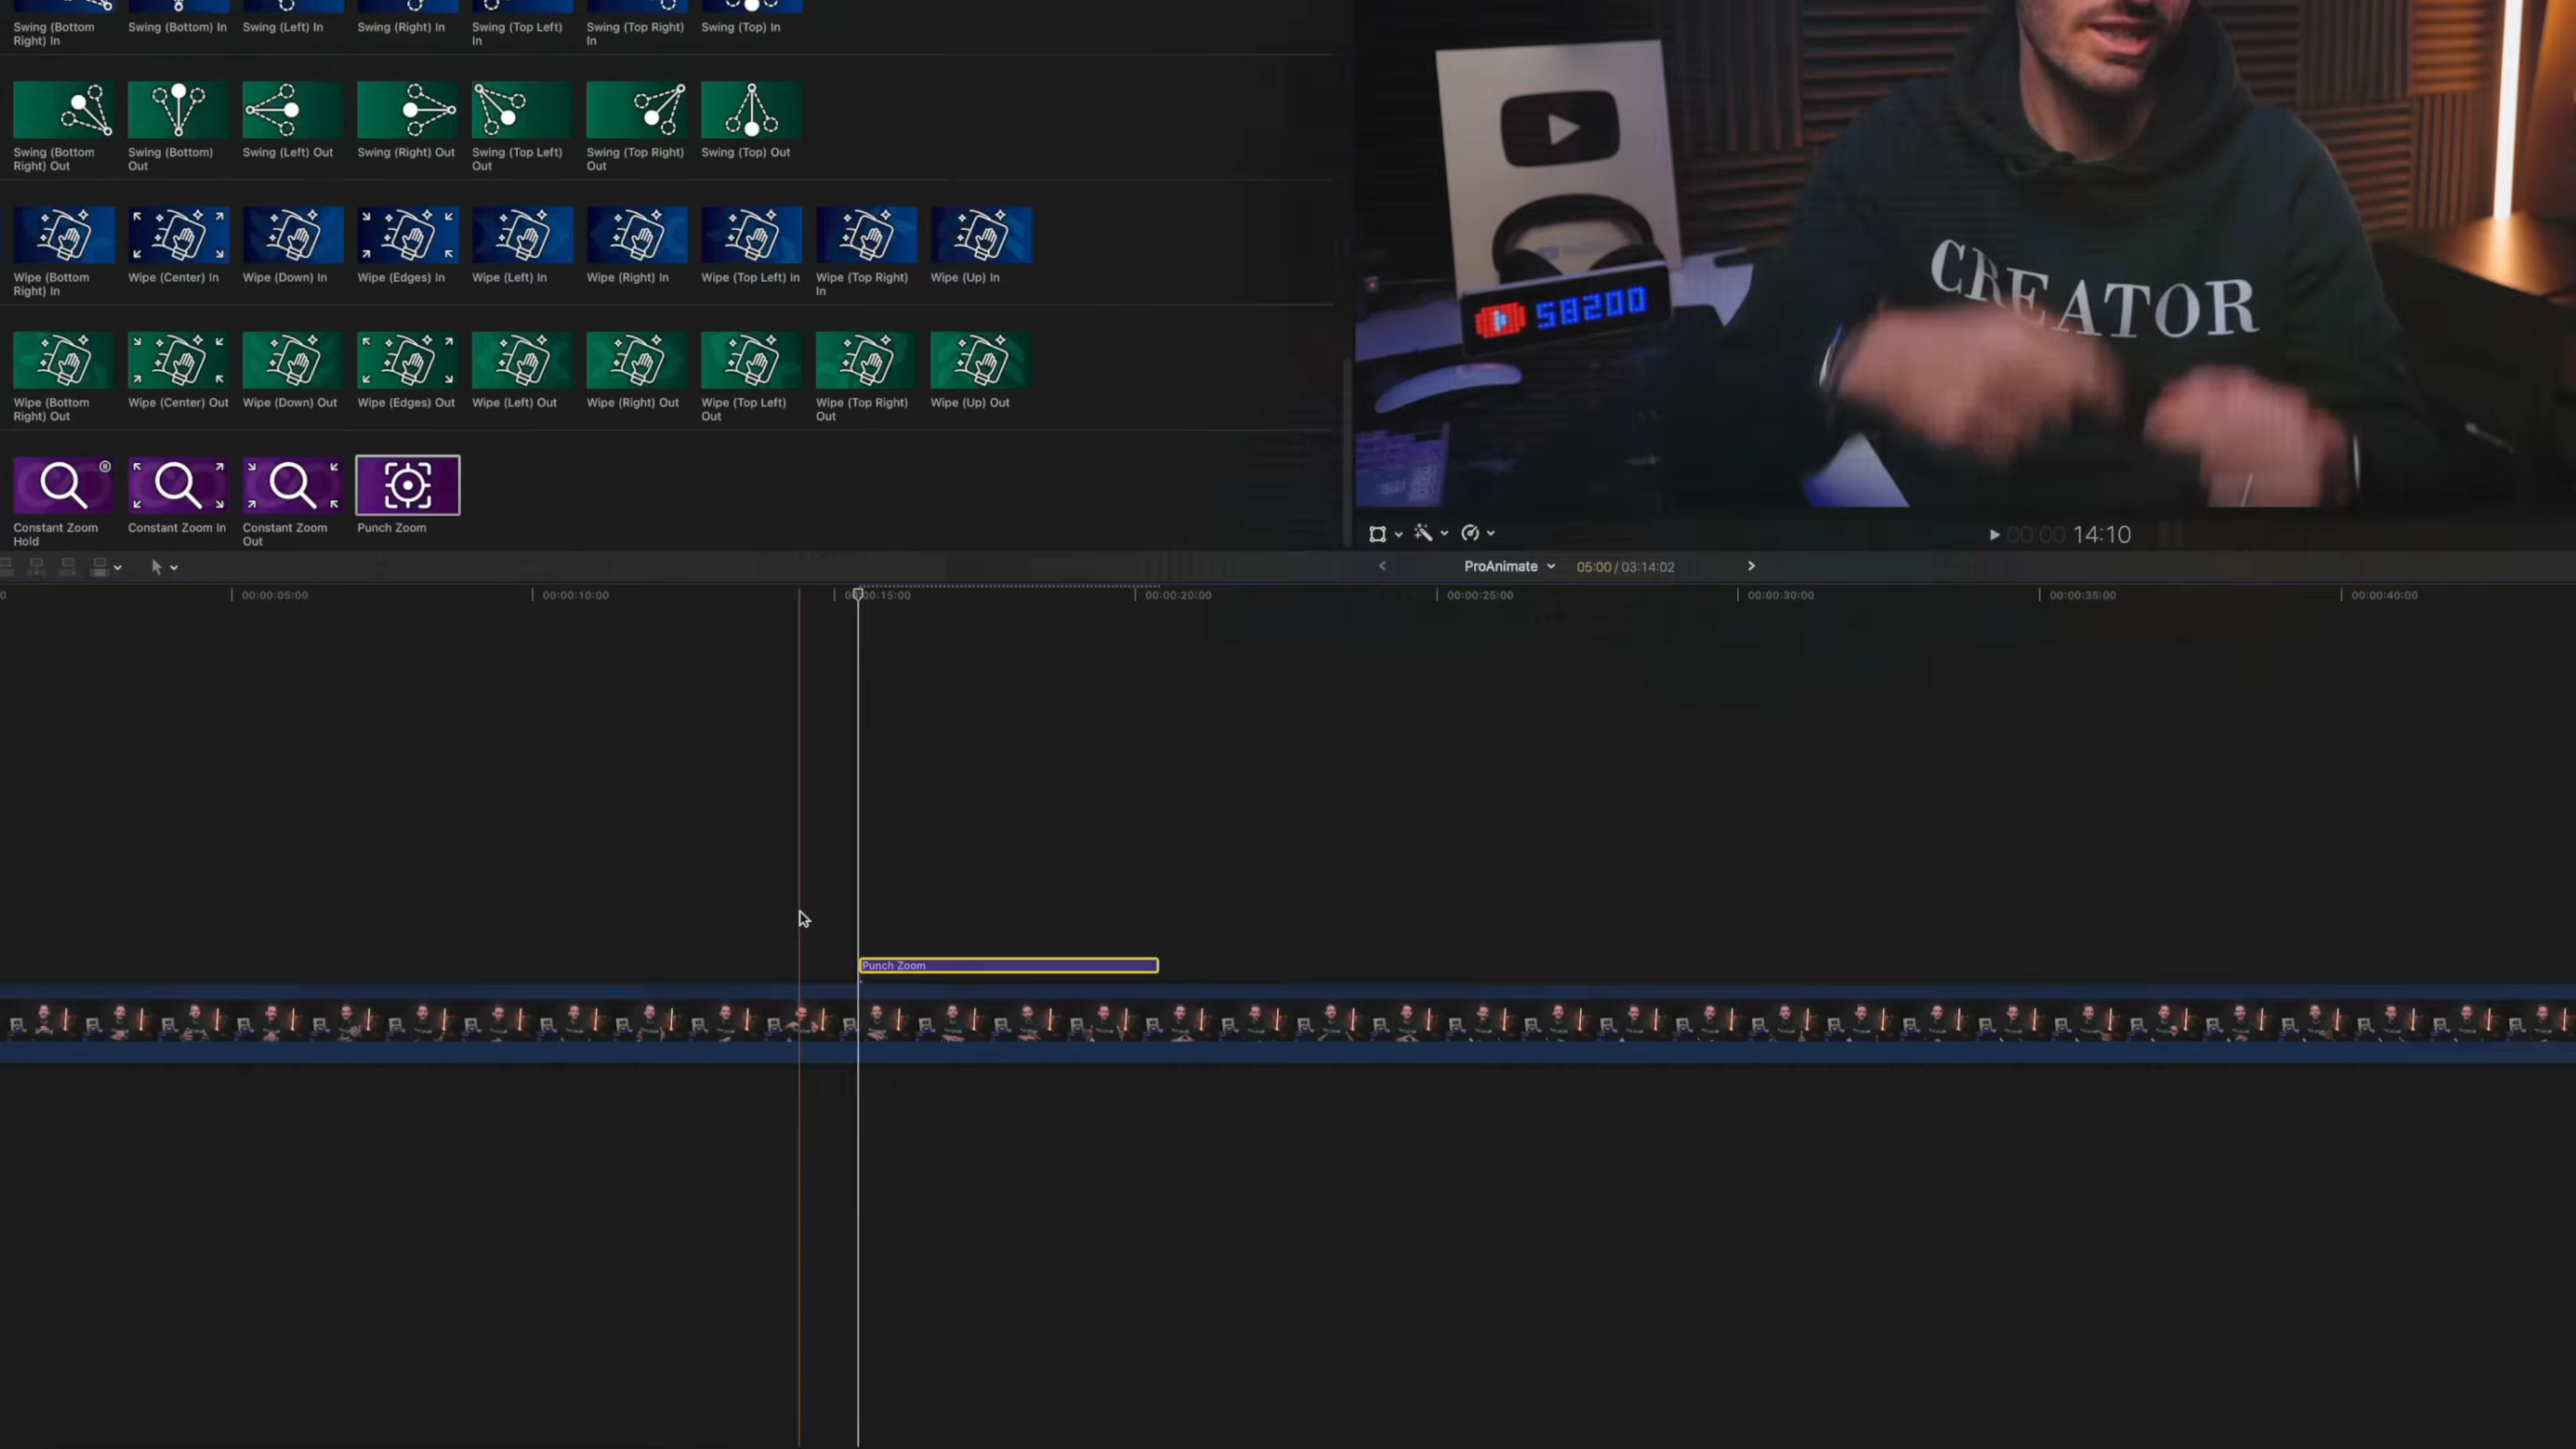 Swing (Bottom
Right) In
Swing (Bottom) In
Swing (Left) In
Swing (Right) In
Swing (Top Left)
In
Swing (Top Right)
In
Swing (Top) In
Swing (Bottom
Right) Out
Swing (Bottom)
Out
Swing (Left) Out
Swing (Right) Out
Swing (Top Left)
Out
Swing (Top Right)
Out
Swing (Top) Out
Wipe (Bottom
Right) In
Wipe (Center) In
Wipe (Down) In
Wipe (Edges) In
Wipe (Left) In
Wipe (Right) In
Wipe (Top Left) In
Wipe (Top Right)
In
Wipe (Up) In
Wipe (Bottom
Right) Out
Wipe (Center) Out
Wipe (Down) Out
Wipe (Edges) Out
Wipe (Left) Out
Wipe (Right) Out
Wipe (Top Left)
Out
Wipe (Top Right)
Out
Wipe (Up) Out
Constant Zoom
Hold
Constant Zoom In
Constant Zoom
Out
Punch Zoom
CREATOR
58200
00:00 14:10
ProAnimate
05:00 / 03:14:02
0
00:00:05:00
00:00:10:00
00:00:15:00
00:00:20:00
00:00:25:00
00:00:30:00
00:00:35:00
00:00:40:00
Punch Zoom